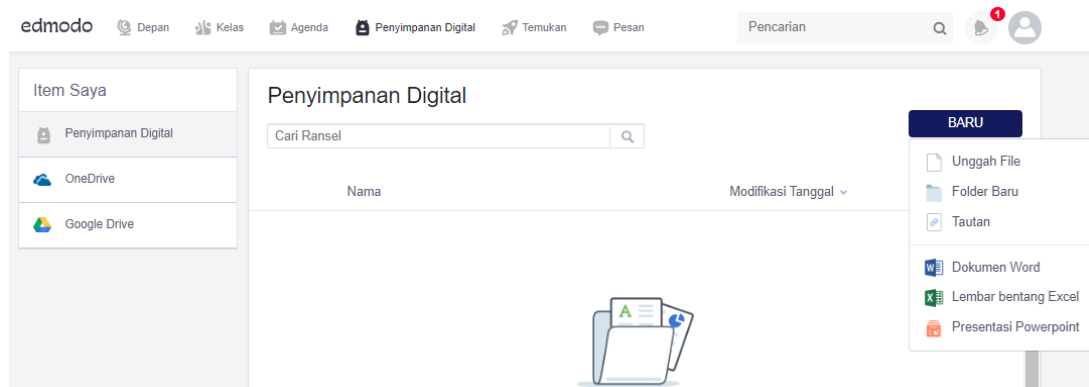 edmodo Depan Kelas Agenda Penyimpanan Digital Temukan Pesan Pencarian 1
Item Saya
Penyimpanan Digital
OneDrive
Google Drive
Penyimpanan Digital
Cari Ransel
Nama Modifikasi Tanggal
BARU
Unggah File
Folder Baru
Tautan
Dokumen Word
Lembar bentang Excel
Presentasi Powerpoint
A